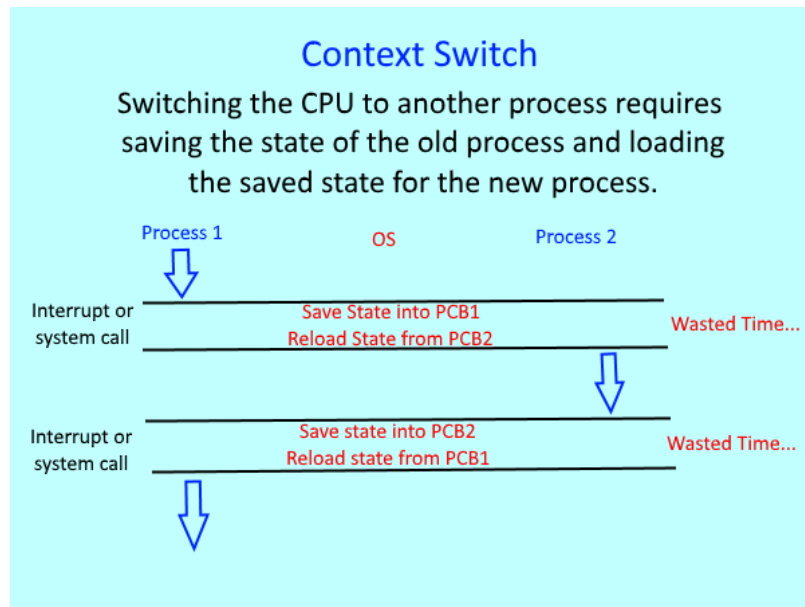 Context Switch
Switching the CPU to another process requires
saving the state of the old process and loading
the saved state for the new process.
Process 1
OS
Process 2
Interrupt or
system call
Save State into PCB1
Reload State from PCB2
Wasted Time...
Interrupt or
system call
Save state into PCB2
Reload state from PCB1
Wasted Time...